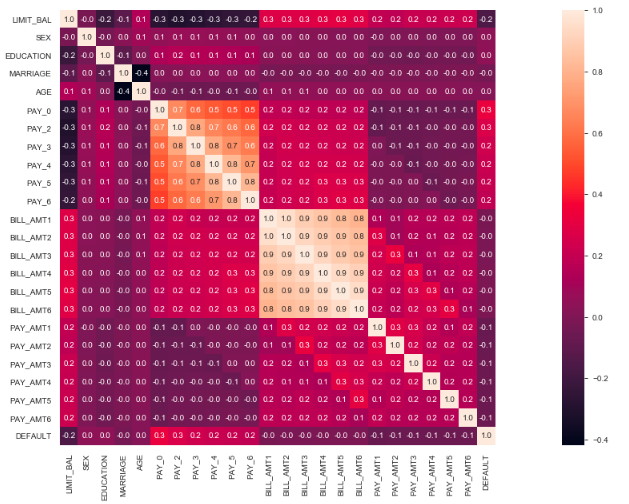 LIMIT_BAL 1.0 -0.0 -0.2 -0.1 0.1 -0.3 -0.3 -0.3 -0.3 -0.3 -0.2 0.3 0.3 0.3 0.3 0.3 0.3 0.2 0.2 0.2 0.2 0.2 0.2 -0.2 1.0
SEX -0.0 1.0 0.0 -0.0 -0.1 0.1 0.1 0.1 0.1 0.1 0.0 0.0 0.0 0.0 0.0 0.0 0.0 0.0 0.0 0.0 0.0 0.0 0.0 0.0
EDUCATION -0.2 0.0 1.0 -0.1 0.2 0.1 0.2 0.1 0.1 0.1 0.1 0.0 0.0 0.0 0.0 0.0 0.0 -0.0 -0.0 -0.0 -0.0 -0.0 -0.0 0.0
MARRIAGE -0.1 -0.0 -0.1 1.0 -0.4 0.0 0.0 0.0 0.0 0.0 0.0 -0.0 -0.0 -0.0 -0.0 -0.0 -0.0 -0.0 -0.0 -0.0 -0.0 -0.0 -0.0 -0.0
AGE 0.1 -0.1 0.2 -0.4 1.0 -0.0 -0.1 -0.1 -0.0 -0.1 -0.0 0.1 0.1 0.1 0.1 0.0 0.0 0.0 0.0 0.0 0.0 0.0 0.0 0.0 0.8
PAY_0 -0.3 0.1 0.1 0.0 -0.0 1.0 0.7 0.6 0.5 0.5 0.5 0.2 0.2 0.2 0.2 0.2 0.2 -0.1 -0.1 -0.1 -0.1 -0.1 -0.1 0.3
PAY_2 -0.3 0.1 0.2 0.0 -0.1 0.7 1.0 0.8 0.7 0.6 0.6 0.2 0.2 0.2 0.2 0.2 0.2 -0.1 -0.1 -0.1 -0.0 -0.0 -0.0 0.3 0.6
PAY_3 -0.3 0.1 0.1 0.0 -0.1 0.6 0.8 1.0 0.8 0.7 0.6 0.2 0.2 0.2 0.2 0.2 0.2 0.0 -0.1 -0.1 -0.0 -0.0 -0.0 0.2
PAY_4 -0.3 0.1 0.1 0.0 -0.0 0.5 0.7 0.8 1.0 0.8 0.7 0.2 0.2 0.2 0.2 0.2 0.2 -0.0 -0.0 -0.1 -0.0 -0.0 -0.0 0.2
PAY_5 -0.3 0.1 0.1 0.0 -0.1 0.5 0.6 0.7 0.8 1.0 0.8 0.2 0.2 0.2 0.3 0.3 0.3 -0.0 -0.0 0.0 -0.1 -0.0 -0.0 0.2 0.4
PAY_6 -0.2 0.0 0.1 0.0 -0.0 0.5 0.6 0.6 0.7 0.8 1.0 0.2 0.2 0.2 0.3 0.3 0.3 -0.0 -0.0 0.0 0.0 -0.0 -0.0 0.2
BILL_AMT1 0.3 0.0 0.0 -0.0 0.1 0.2 0.2 0.2 0.2 0.2 0.2 1.0 1.0 0.9 0.9 0.8 0.8 0.1 0.1 0.2 0.2 0.2 0.2 -0.0
BILL_AMT2 0.3 0.0 0.0 -0.0 0.1 0.2 0.2 0.2 0.2 0.2 0.2 1.0 1.0 0.9 0.9 0.9 0.8 0.3 0.1 0.2 0.1 0.2 0.2 -0.0 0.2
BILL_AMT3 0.3 0.0 0.0 -0.0 0.1 0.2 0.2 0.2 0.2 0.2 0.2 0.9 0.9 1.0 0.9 0.9 0.9 0.2 0.3 0.1 0.1 0.2 0.2 -0.0
BILL_AMT4 0.3 0.0 0.0 -0.0 0.1 0.2 0.2 0.2 0.2 0.3 0.3 0.9 0.9 0.9 1.0 0.9 0.9 0.2 0.2 0.3 0.1 0.2 0.2 -0.0
BILL_AMT5 0.3 0.0 0.0 -0.0 0.0 0.2 0.2 0.2 0.2 0.3 0.3 0.8 0.9 0.9 0.9 1.0 0.9 0.2 0.2 0.3 0.3 0.1 0.2 -0.0 0.0
BILL_AMT6 0.3 0.0 0.0 -0.0 0.0 0.2 0.2 0.2 0.2 0.3 0.3 0.8 0.8 0.9 0.9 0.9 1.0 0.2 0.2 0.2 0.3 0.3 0.1 -0.0
PAY_AMT1 0.2 -0.0 -0.0 -0.0 0.0 -0.1 -0.1 0.0 -0.0 -0.0 -0.0 0.1 0.3 0.2 0.2 0.2 0.2 1.0 0.3 0.3 0.2 0.1 0.2 -0.1
PAY_AMT2 0.2 -0.0 -0.0 -0.0 0.0 -0.1 -0.1 -0.1 -0.0 -0.0 -0.0 0.1 0.1 0.3 0.2 0.2 0.2 0.3 1.0 0.2 0.2 0.2 0.2 -0.1 -0.2
PAY_AMT3 0.2 -0.0 -0.0 -0.0 0.0 -0.1 -0.1 -0.1 -0.1 0.0 0.0 0.2 0.2 0.1 0.3 0.3 0.2 0.3 0.2 1.0 0.2 0.2 0.2 -0.1
PAY_AMT4 0.2 -0.0 -0.0 -0.0 0.0 -0.1 -0.0 -0.0 -0.0 -0.1 0.0 0.2 0.1 0.1 0.1 0.3 0.3 0.2 0.2 0.2 1.0 0.2 0.2 -0.1
PAY_AMT5 0.2 -0.0 -0.0 -0.0 0.0 -0.1 -0.0 -0.0 -0.0 -0.0 -0.0 0.2 0.2 0.2 0.2 0.1 0.3 0.1 0.2 0.2 0.2 1.0 0.2 -0.1
PAY_AMT6 0.2 -0.0 -0.0 -0.0 0.0 -0.1 -0.0 -0.0 -0.0 -0.0 -0.0 0.2 0.2 0.2 0.2 0.2 0.1 0.2 0.2 0.2 0.2 0.2 1.0 -0.1
DEFAULT -0.2 0.0 0.0 -0.0 0.0 0.3 0.3 0.2 0.2 0.2 0.2 -0.0 -0.0 -0.0 -0.0 -0.0 -0.0 -0.1 -0.1 -0.1 -0.1 -0.1 -0.1 1.0 -0.4
LIMIT_BAL SEX EDUCATION MARRIAGE AGE PAY_0 PAY_2 PAY_3 PAY_4 PAY_5 PAY_6 BILL_AMT1 BILL_AMT2 BILL_AMT3 BILL_AMT4 BILL_AMT5 BILL_AMT6 PAY_AMT1 PAY_AMT2 PAY_AMT3 PAY_AMT4 PAY_AMT5 PAY_AMT6 DEFAULT